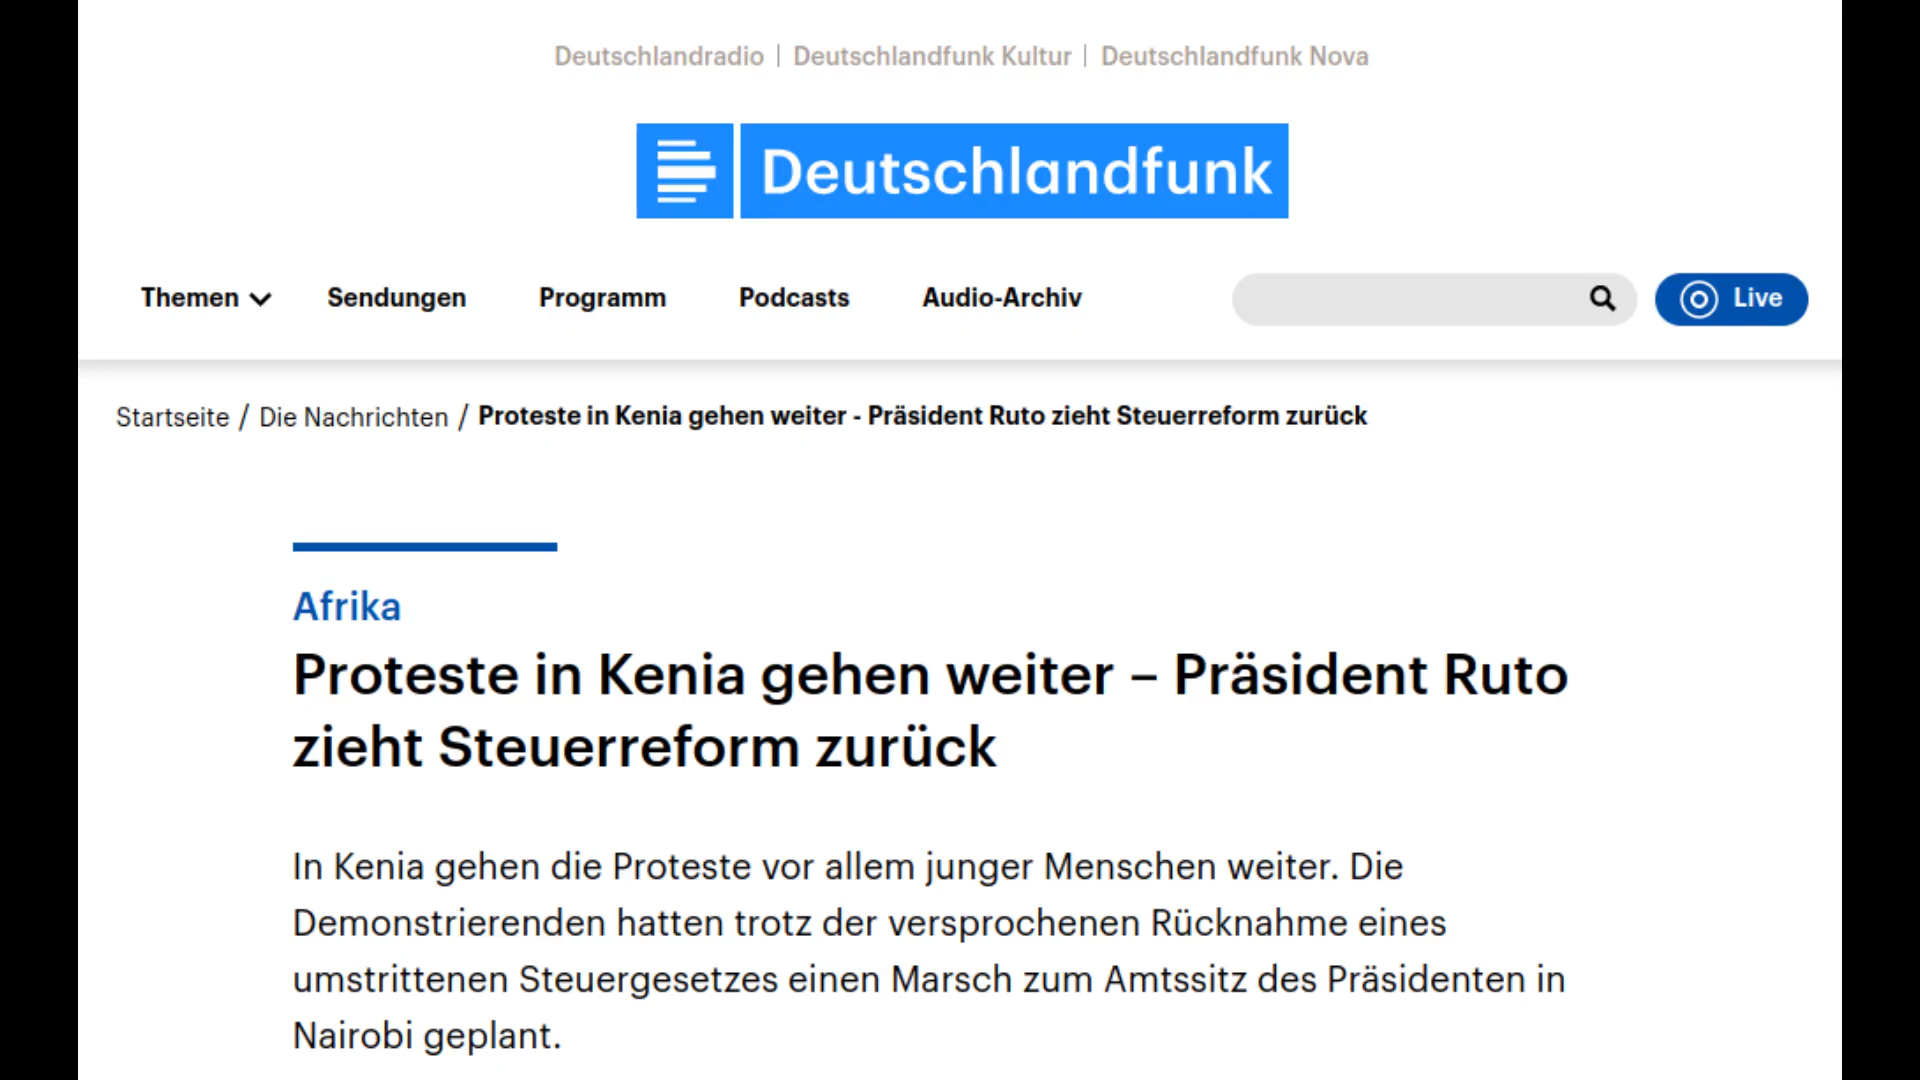 Deutschlandradio | Deutschlandfunk Kultur | Deutschlandfunk Nova
Deutschlandfunk
Themen Sendungen Programm Podcasts Audio-Archiv Live
Startseite / Die Nachrichten / Proteste in Kenia gehen weiter - Präsident Ruto zieht Steuerreform zurück
Afrika
Proteste in Kenia gehen weiter – Präsident Ruto
zieht Steuerreform zurück
In Kenia gehen die Proteste vor allem junger Menschen weiter. Die
Demonstrierenden hatten trotz der versprochenen Rücknahme eines
umstrittenen Steuergesetzes einen Marsch zum Amtssitz des Präsidenten in
Nairobi geplant.